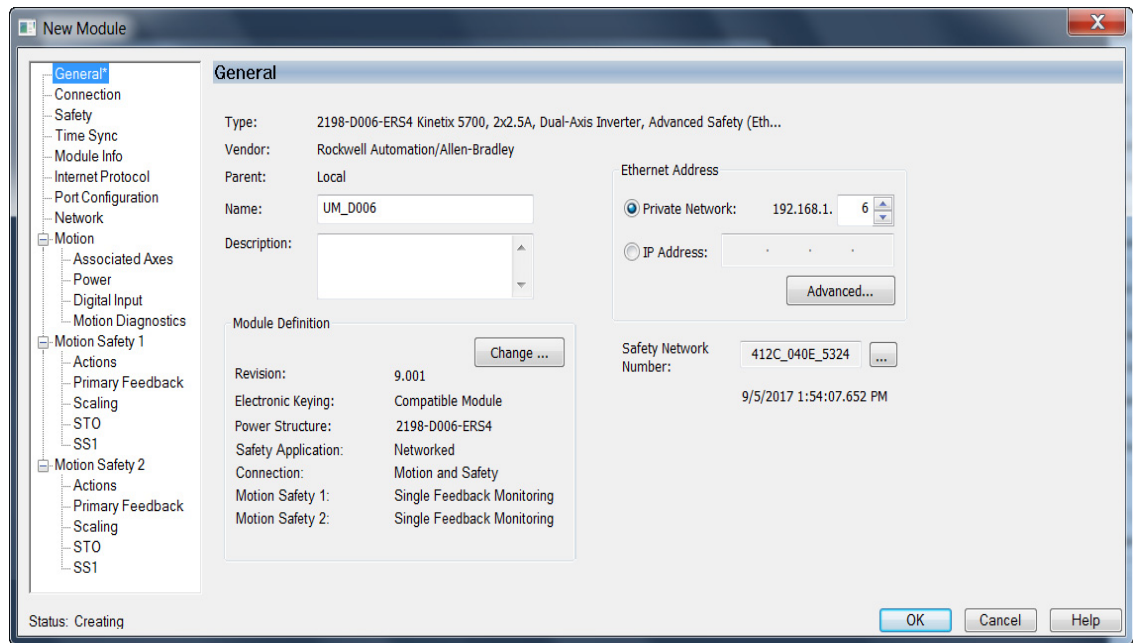 New Module
X
General*
Connection
Safety
Time Sync
Module Info
Internet Protocol
Port Configuration
Network
Motion
Associated Axes
Power
Digital Input
Motion Diagnostics
Motion Safety 1
Actions
Primary Feedback
Scaling
STO
SS1
Motion Safety 2
Actions
Primary Feedback
Scaling
STO
SS1
General
Type: 2198-D006-ERS4 Kinetix 5700, 2x2.5A, Dual-Axis Inverter, Advanced Safety (Eth...
Vendor: Rockwell Automation/Allen-Bradley
Parent: Local
Name: UM_D006
Description:
Module Definition
Change ...
Revision: 9.001
Electronic Keying: Compatible Module
Power Structure: 2198-D006-ERS4
Safety Application: Networked
Connection: Motion and Safety
Motion Safety 1: Single Feedback Monitoring
Motion Safety 2: Single Feedback Monitoring
Ethernet Address
Private Network: 192.168.1. 6
IP Address: . . .
Advanced...
Safety Network
Number: 412C_040E_5324 ...
9/5/2017 1:54:07.652 PM
Status: Creating
OK Cancel Help